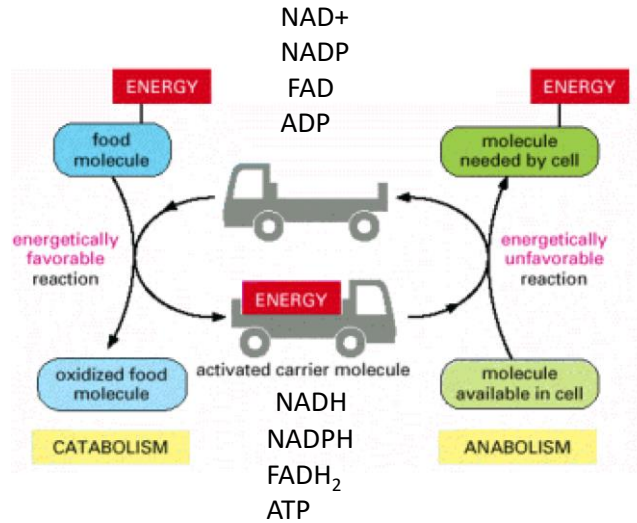 NAD+
NADP
FAD
ADP
ENERGY
food
molecule
energetically
favorable
reaction
oxidized food
molecule
CATABOLISM
ENERGY
activated carrier molecule
NADH
NADPH
FADH₂
ATP
ENERGY
molecule
needed by cell
energetically
unfavorable
reaction
molecule
available in cell
ANABOLISM